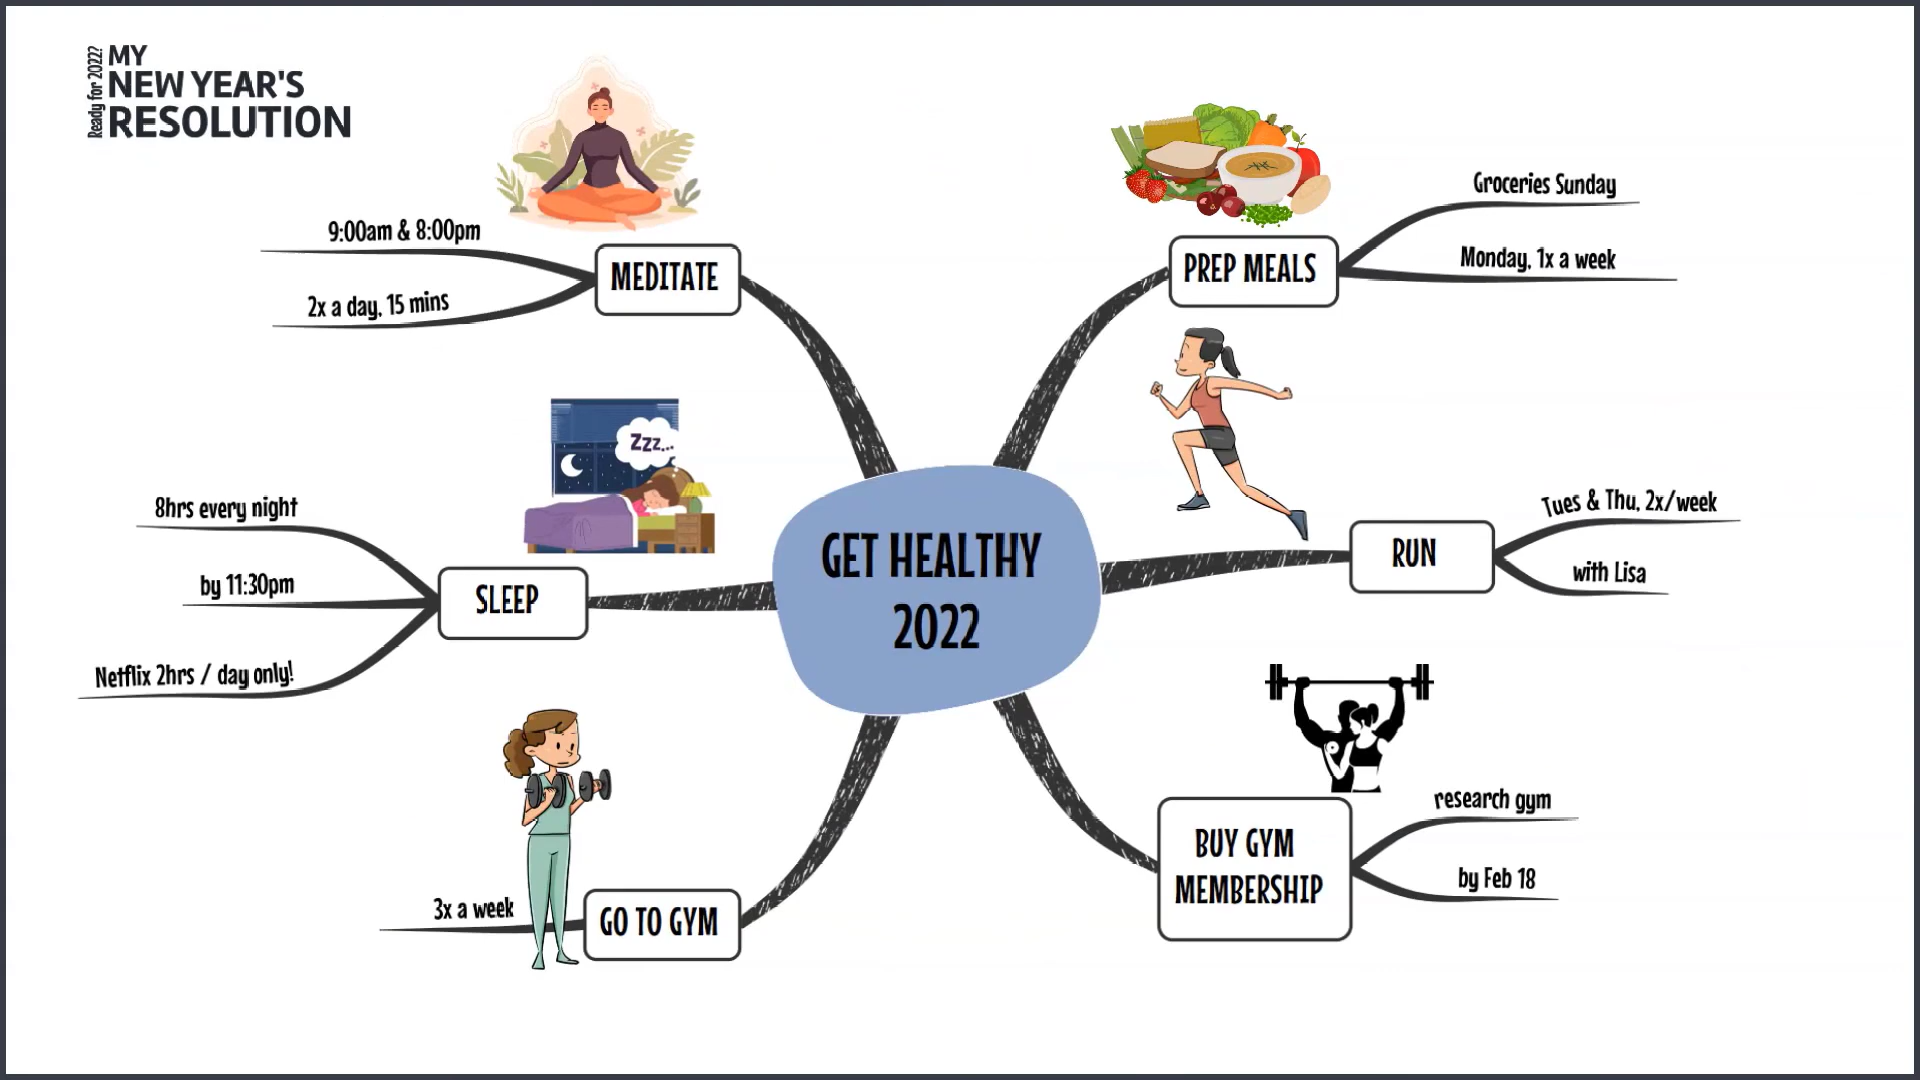 Ready for 2022?
MY
NEW YEAR'S
RESOLUTION
MEDITATE
9:00am & 8:00pm
2x a day, 15 mins
PREP MEALS
Groceries Sunday
Monday, 1x a week
Zzz...
SLEEP
8hrs every night
by 11:30pm
Netflix 2hrs / day only!
GET HEALTHY
2022
RUN
Tues & Thu, 2x/week
with Lisa
GO TO GYM
3x a week
BUY GYM
MEMBERSHIP
research gym
by Feb 18